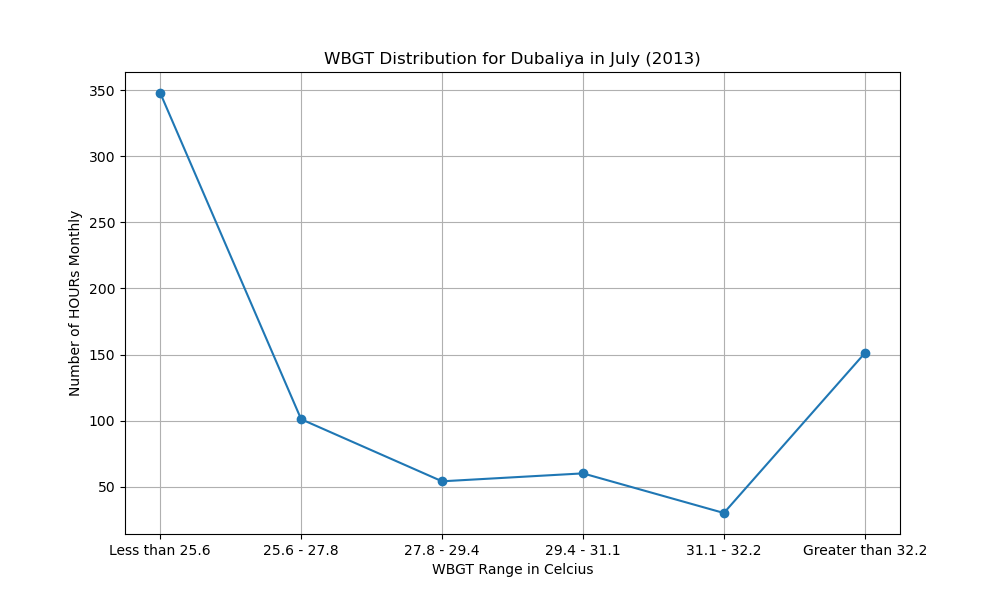 WBGT Distribution for Dubaliya in July (2013)
Number of HOURs Monthly
350
300
250
200
150
100
50
Less than 25.6
25.6 - 27.8
27.8 - 29.4
29.4 - 31.1
31.1 - 32.2
Greater than 32.2
WBGT Range in Celcius